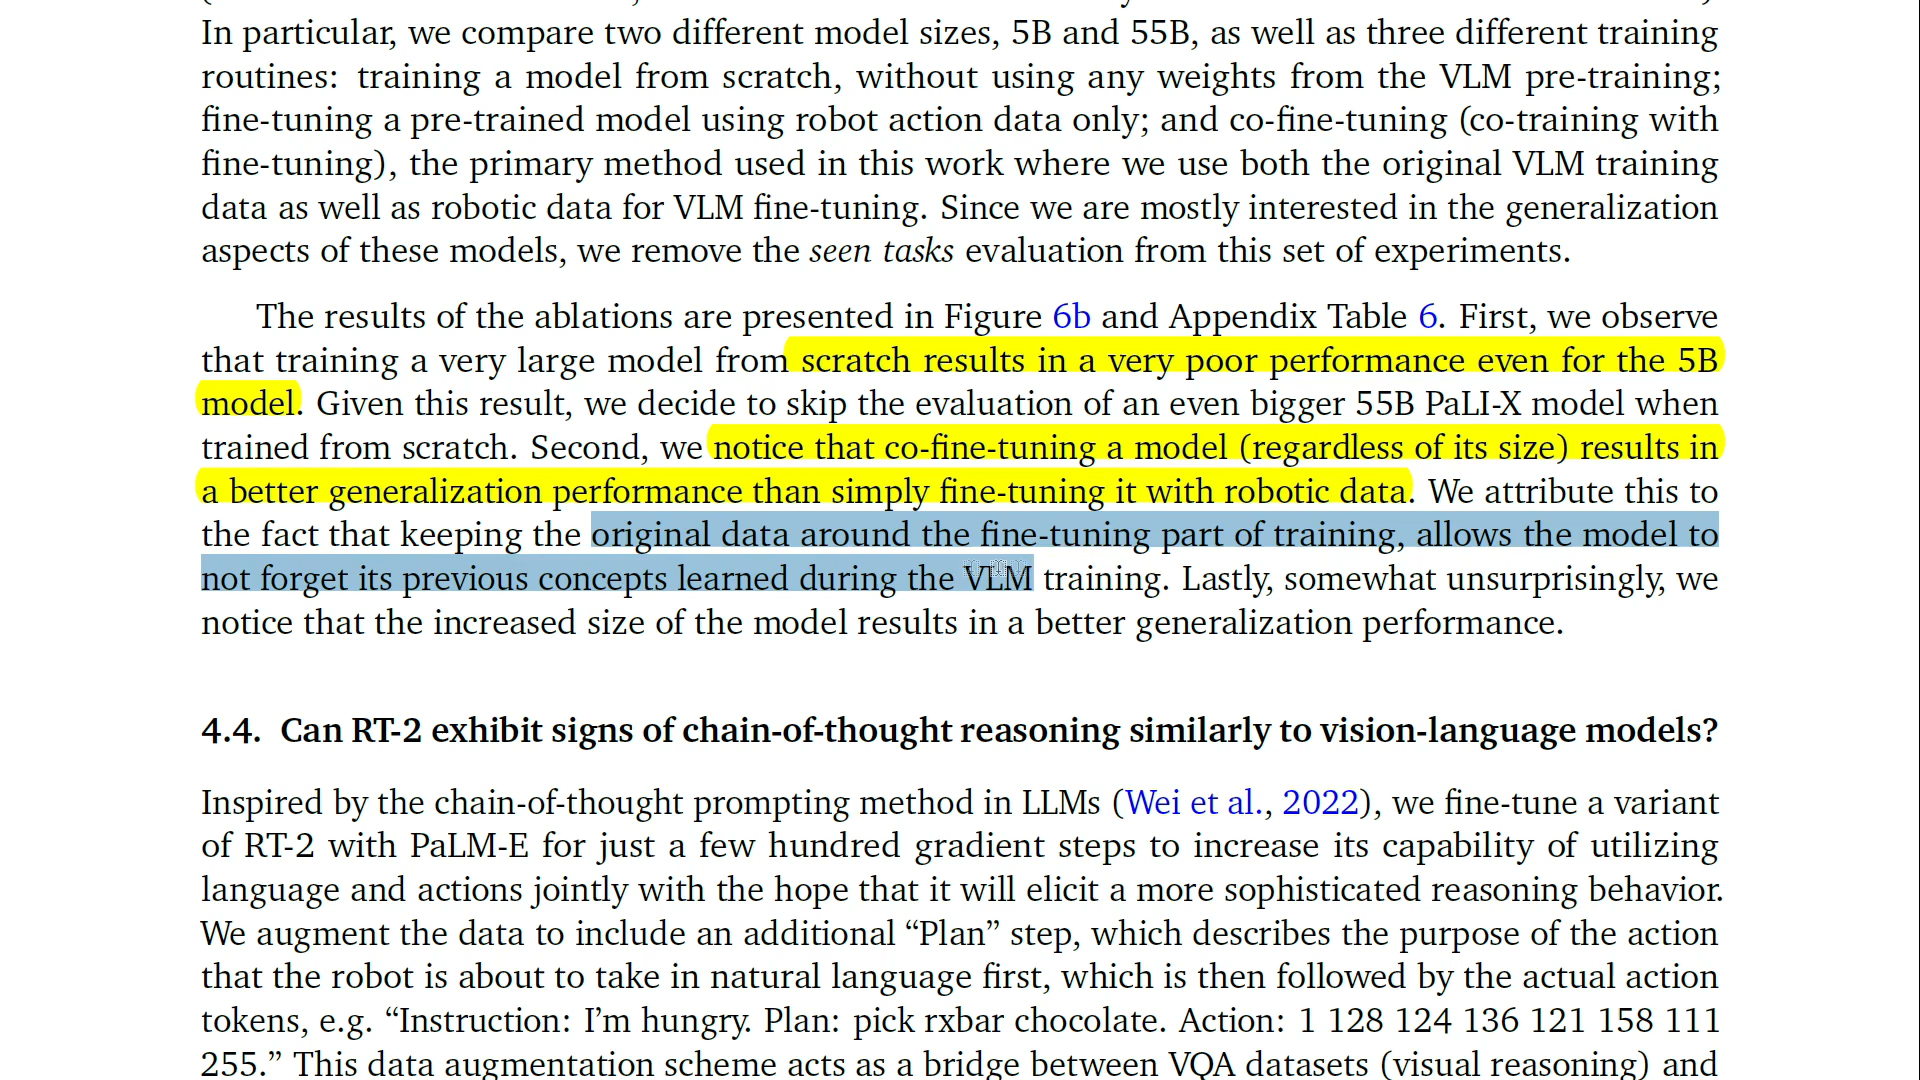 In particular, we compare two different model sizes, 5B and 55B, as well as three different training
routines: training a model from scratch, without using any weights from the VLM pre-training;
fine-tuning a pre-trained model using robot action data only; and co-fine-tuning (co-training with
fine-tuning), the primary method used in this work where we use both the original VLM training
data as well as robotic data for VLM fine-tuning. Since we are mostly interested in the generalization
aspects of these models, we remove the seen tasks evaluation from this set of experiments.
The results of the ablations are presented in Figure 6b and Appendix Table 6. First, we observe
that training a very large model from scratch results in a very poor performance even for the 5B
model. Given this result, we decide to skip the evaluation of an even bigger 55B PaLI-X model when
trained from scratch. Second, we notice that co-fine-tuning a model (regardless of its size) results in
a better generalization performance than simply fine-tuning it with robotic data. We attribute this to
the fact that keeping the original data around the fine-tuning part of training, allows the model to
not forget its previous concepts learned during the VLM training. Lastly, somewhat unsurprisingly, we
notice that the increased size of the model results in a better generalization performance.
4.4. Can RT-2 exhibit signs of chain-of-thought reasoning similarly to vision-language models?
Inspired by the chain-of-thought prompting method in LLMs (Wei et al., 2022), we fine-tune a variant
of RT-2 with PaLM-E for just a few hundred gradient steps to increase its capability of utilizing
language and actions jointly with the hope that it will elicit a more sophisticated reasoning behavior.
We augment the data to include an additional “Plan” step, which describes the purpose of the action
that the robot is about to take in natural language first, which is then followed by the actual action
tokens, e.g. “Instruction: I’m hungry. Plan: pick rxbar chocolate. Action: 1 128 124 136 121 158 111
255.” This data augmentation scheme acts as a bridge between VQA datasets (visual reasoning) and